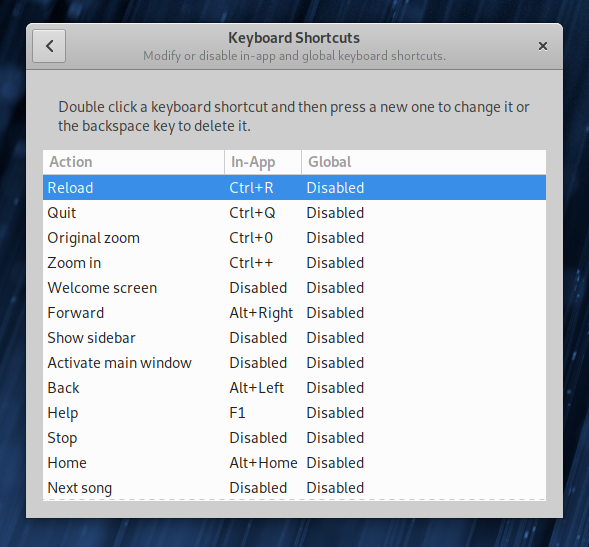 Keyboard Shortcuts
Modify or disable in-app and global keyboard shortcuts.
Double click a keyboard shortcut and then press a new one to change it or
the backspace key to delete it.
Action In-App Global
Reload Ctrl+R Disabled
Quit Ctrl+Q Disabled
Original zoom Ctrl+0 Disabled
Zoom in Ctrl++ Disabled
Welcome screen Disabled Disabled
Forward Alt+Right Disabled
Show sidebar Disabled Disabled
Activate main window Disabled Disabled
Back Alt+Left Disabled
Help F1 Disabled
Stop Disabled Disabled
Home Alt+Home Disabled
Next song Disabled Disabled